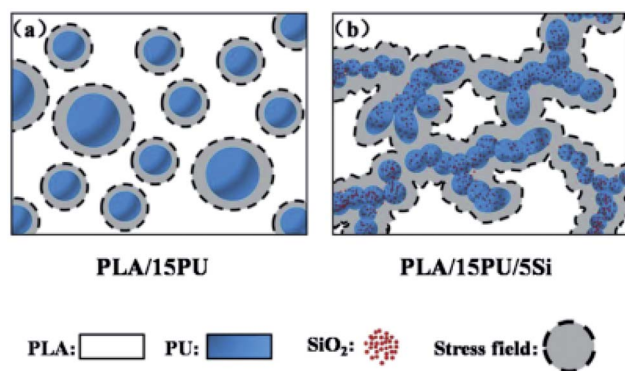 (a)
(b)
PLA/15PU
PLA/15PU/5Si
PLA:
PU:
SiO₂:
Stress field: